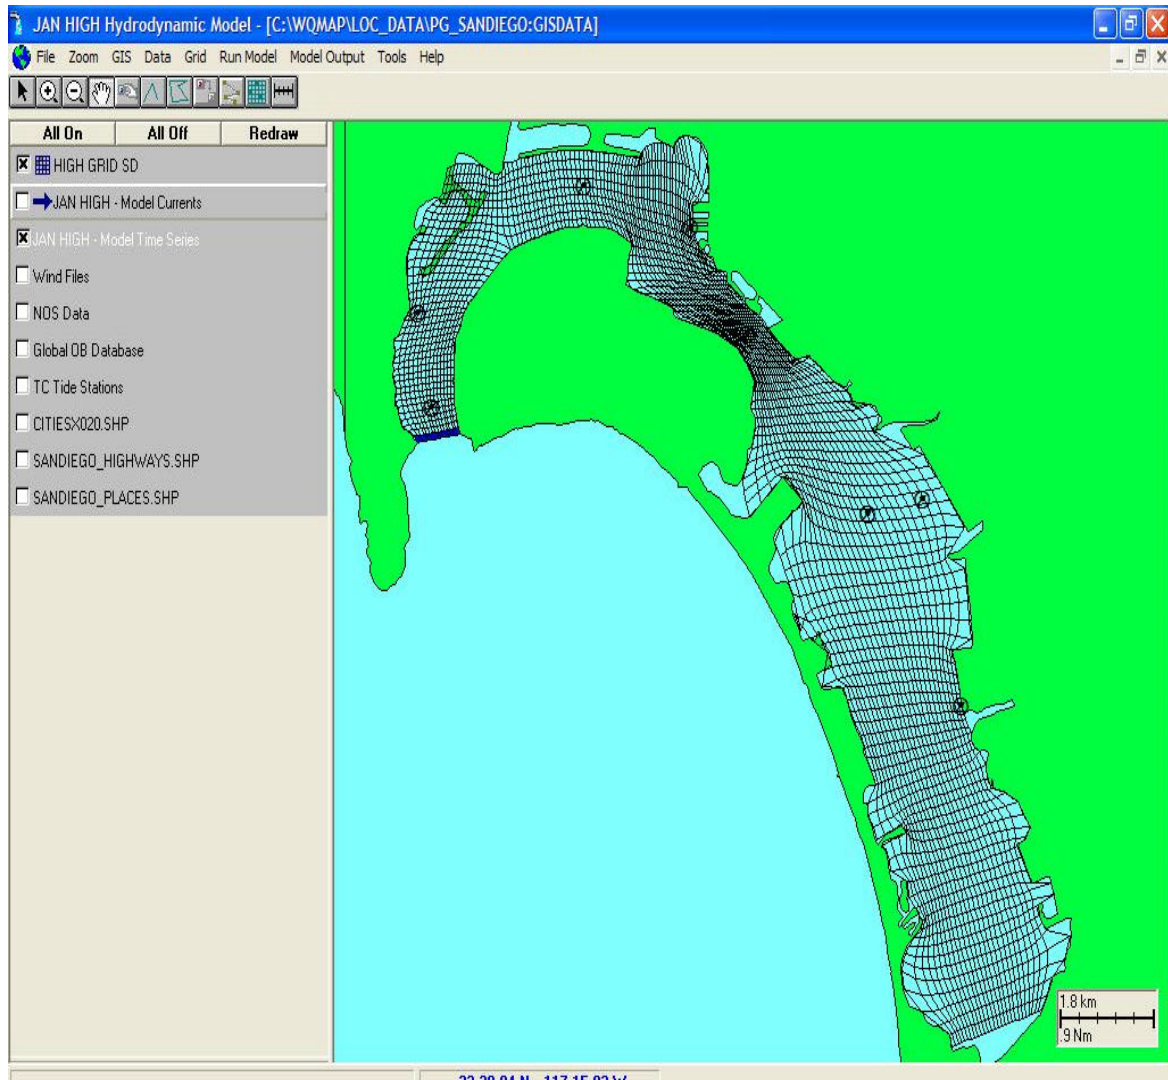 JAN HIGH Hydrodynamic Model - [C:\WQMAP\LOC_DATA\PG_SANDIEGO:GISDATA]
File Zoom GIS Data Grid Run Model Model Output Tools Help
All On All Off Redraw
HIGH GRID SD
JAN HIGH - Model Currents
JAN HIGH - Model Time Series
Wind Files
NOS Data
Global OB Database
TC Tide Stations
CITIESX020.SHP
SANDIEGO_HIGHWAYS.SHP
SANDIEGO_PLACES.SHP
1.8 km
.9 Nm